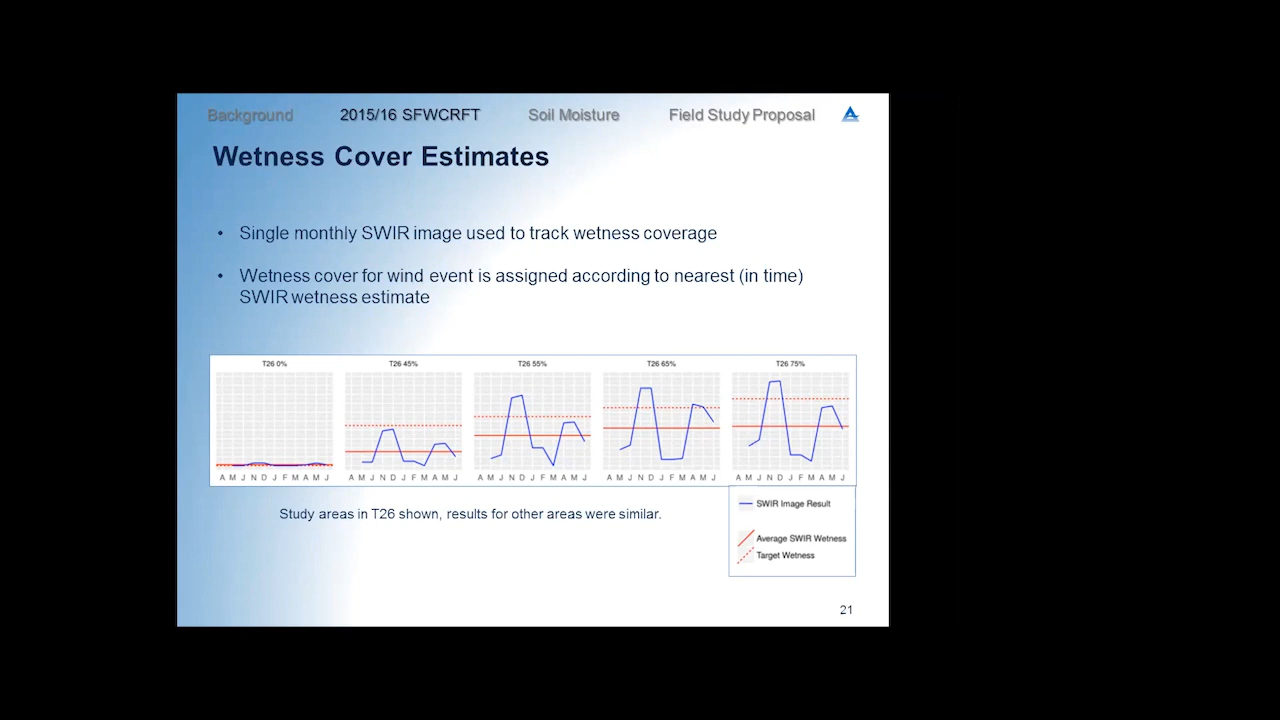 Background 2015/16 SFWCRFT Soil Moisture Field Study Proposal
Wetness Cover Estimates
• Single monthly SWIR image used to track wetness coverage
• Wetness cover for wind event is assigned according to nearest (in time)
SWIR wetness estimate
T26 0% T26 45% T26 55% T26 65% T26 75%
A M J N D J F M A M J A M J N D J F M A M J A M J N D J F M A M J A M J N D J F M A M J A M J N D J F M A M J
SWIR Image Result
Study areas in T26 shown, results for other areas were similar.
Average SWIR Wetness
Target Wetness
21